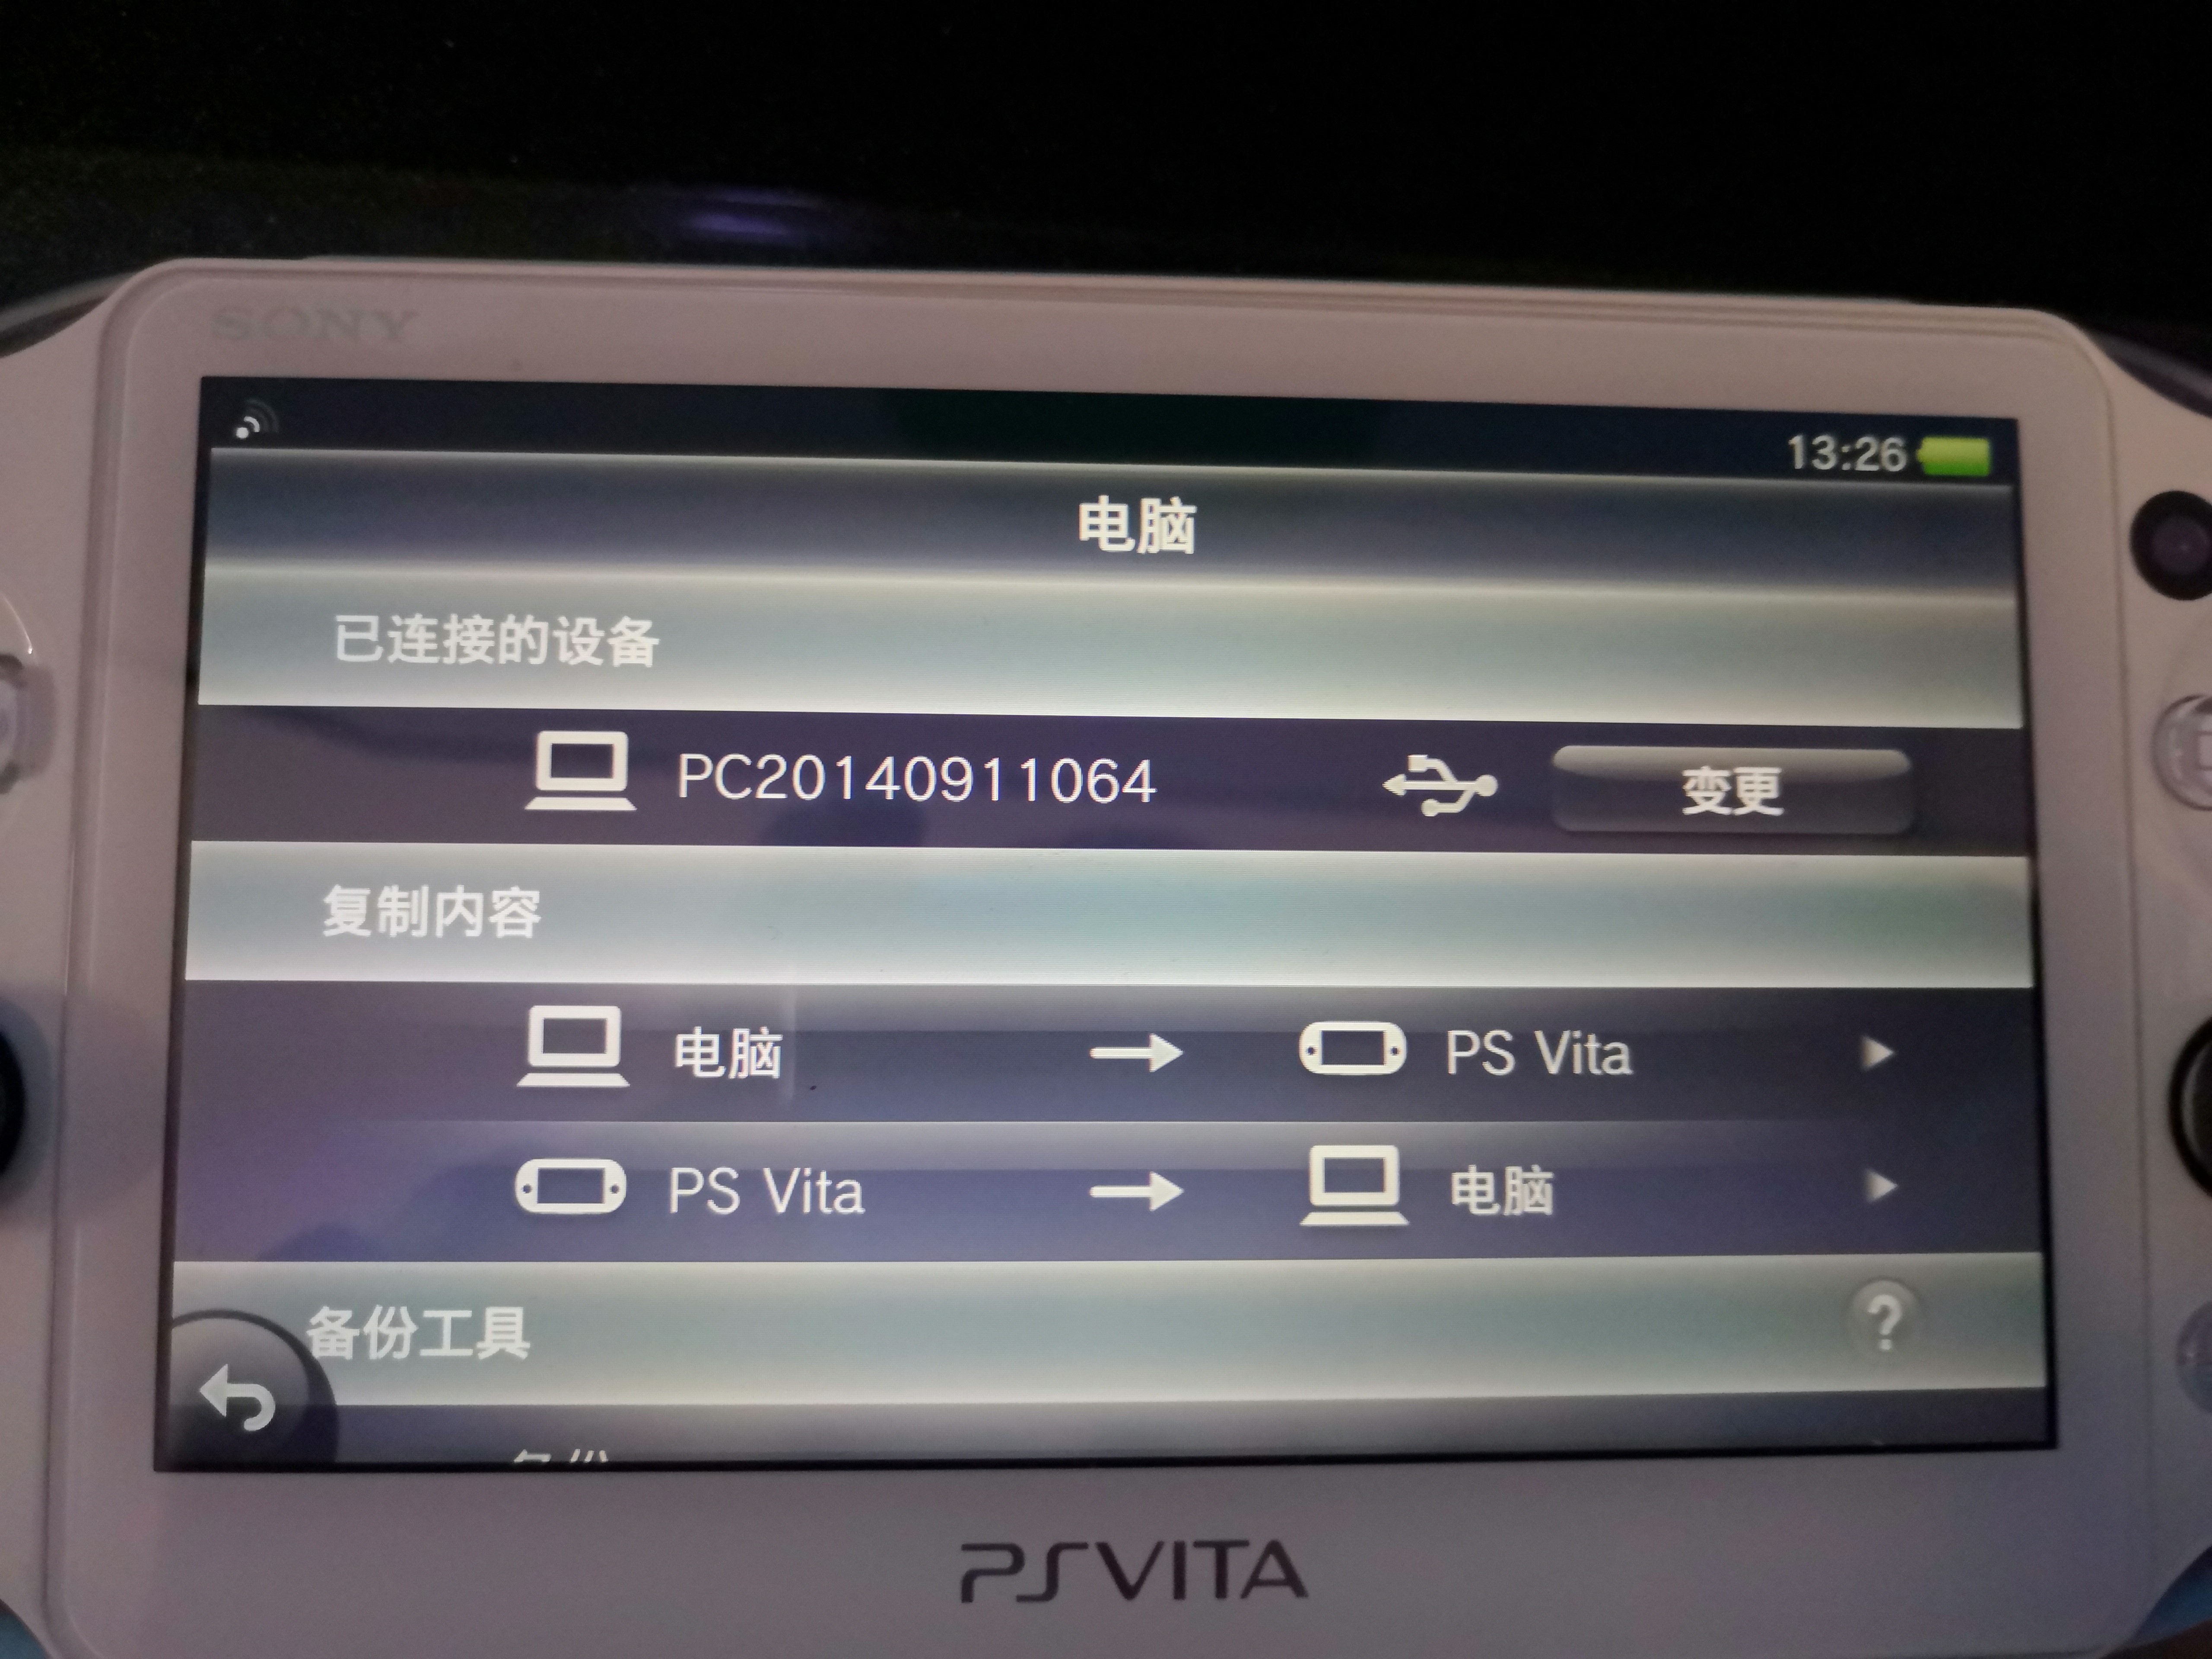 SONY
13:26
电脑
已连接的设备
PC20140911064
变更
复制内容
电脑 → PS Vita
PS Vita → 电脑
备份工具 ?
PSVITA